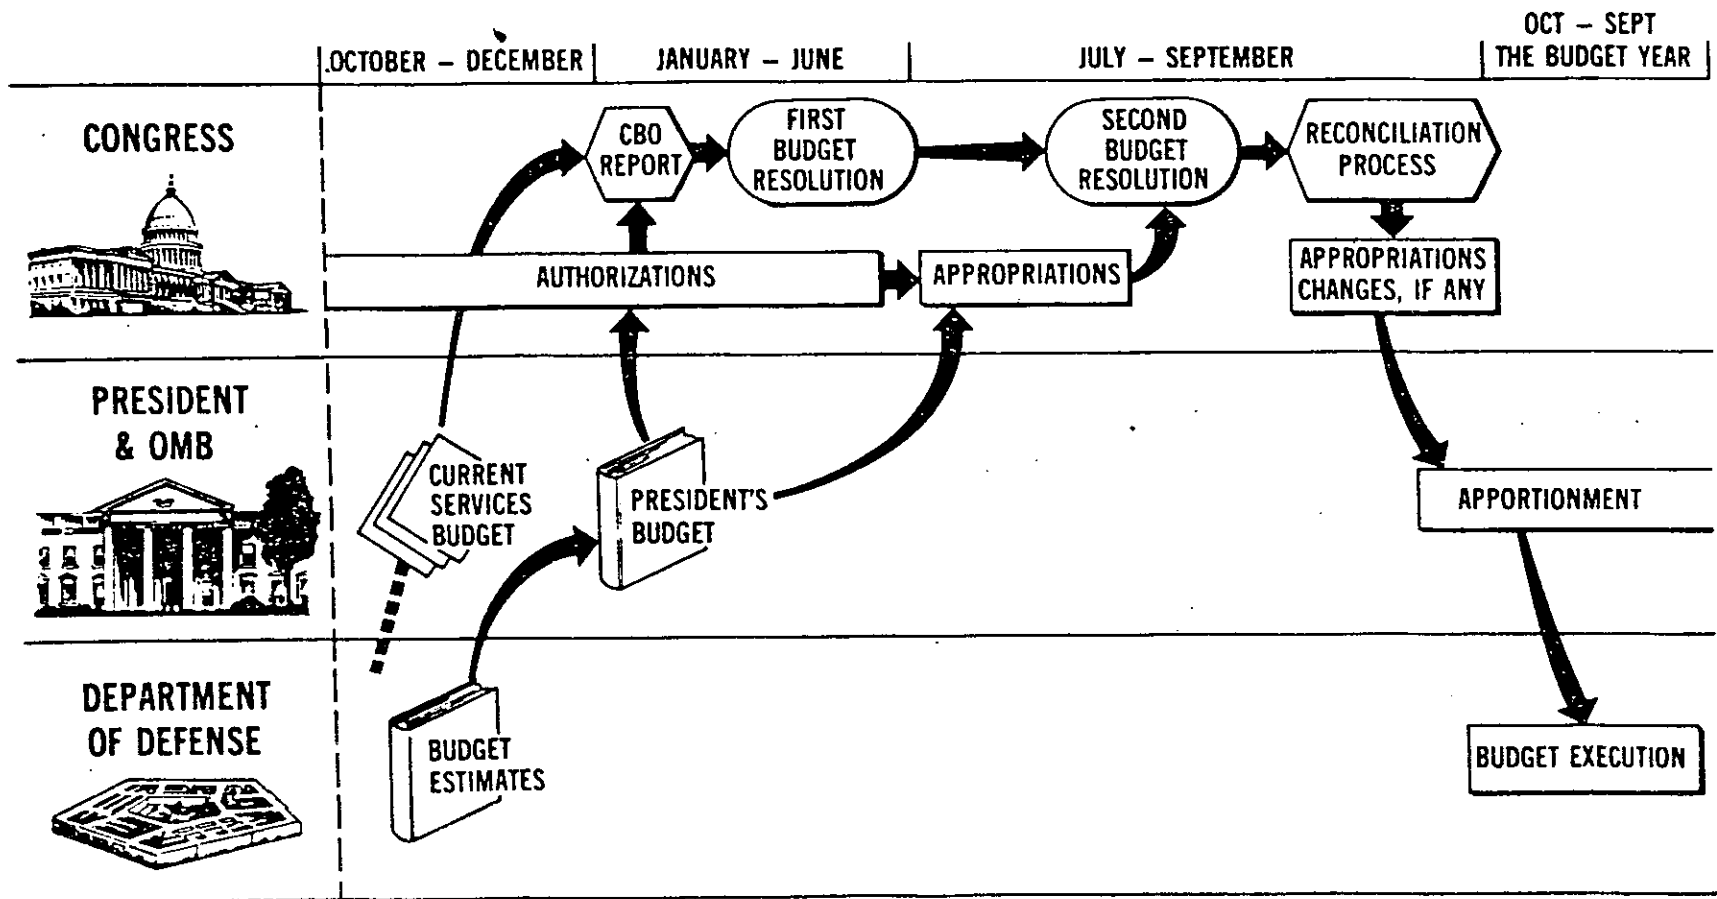 OCTOBER – DECEMBER
JANUARY – JUNE
JULY – SEPTEMBER
OCT – SEPT
THE BUDGET YEAR
CONGRESS
CBO
REPORT
FIRST
BUDGET
RESOLUTION
SECOND
BUDGET
RESOLUTION
RECONCILIATION
PROCESS
AUTHORIZATIONS
APPROPRIATIONS
APPROPRIATIONS
CHANGES, IF ANY
PRESIDENT
& OMB
CURRENT
SERVICES
BUDGET
PRESIDENT'S
BUDGET
APPORTIONMENT
DEPARTMENT
OF DEFENSE
BUDGET
ESTIMATES
BUDGET EXECUTION